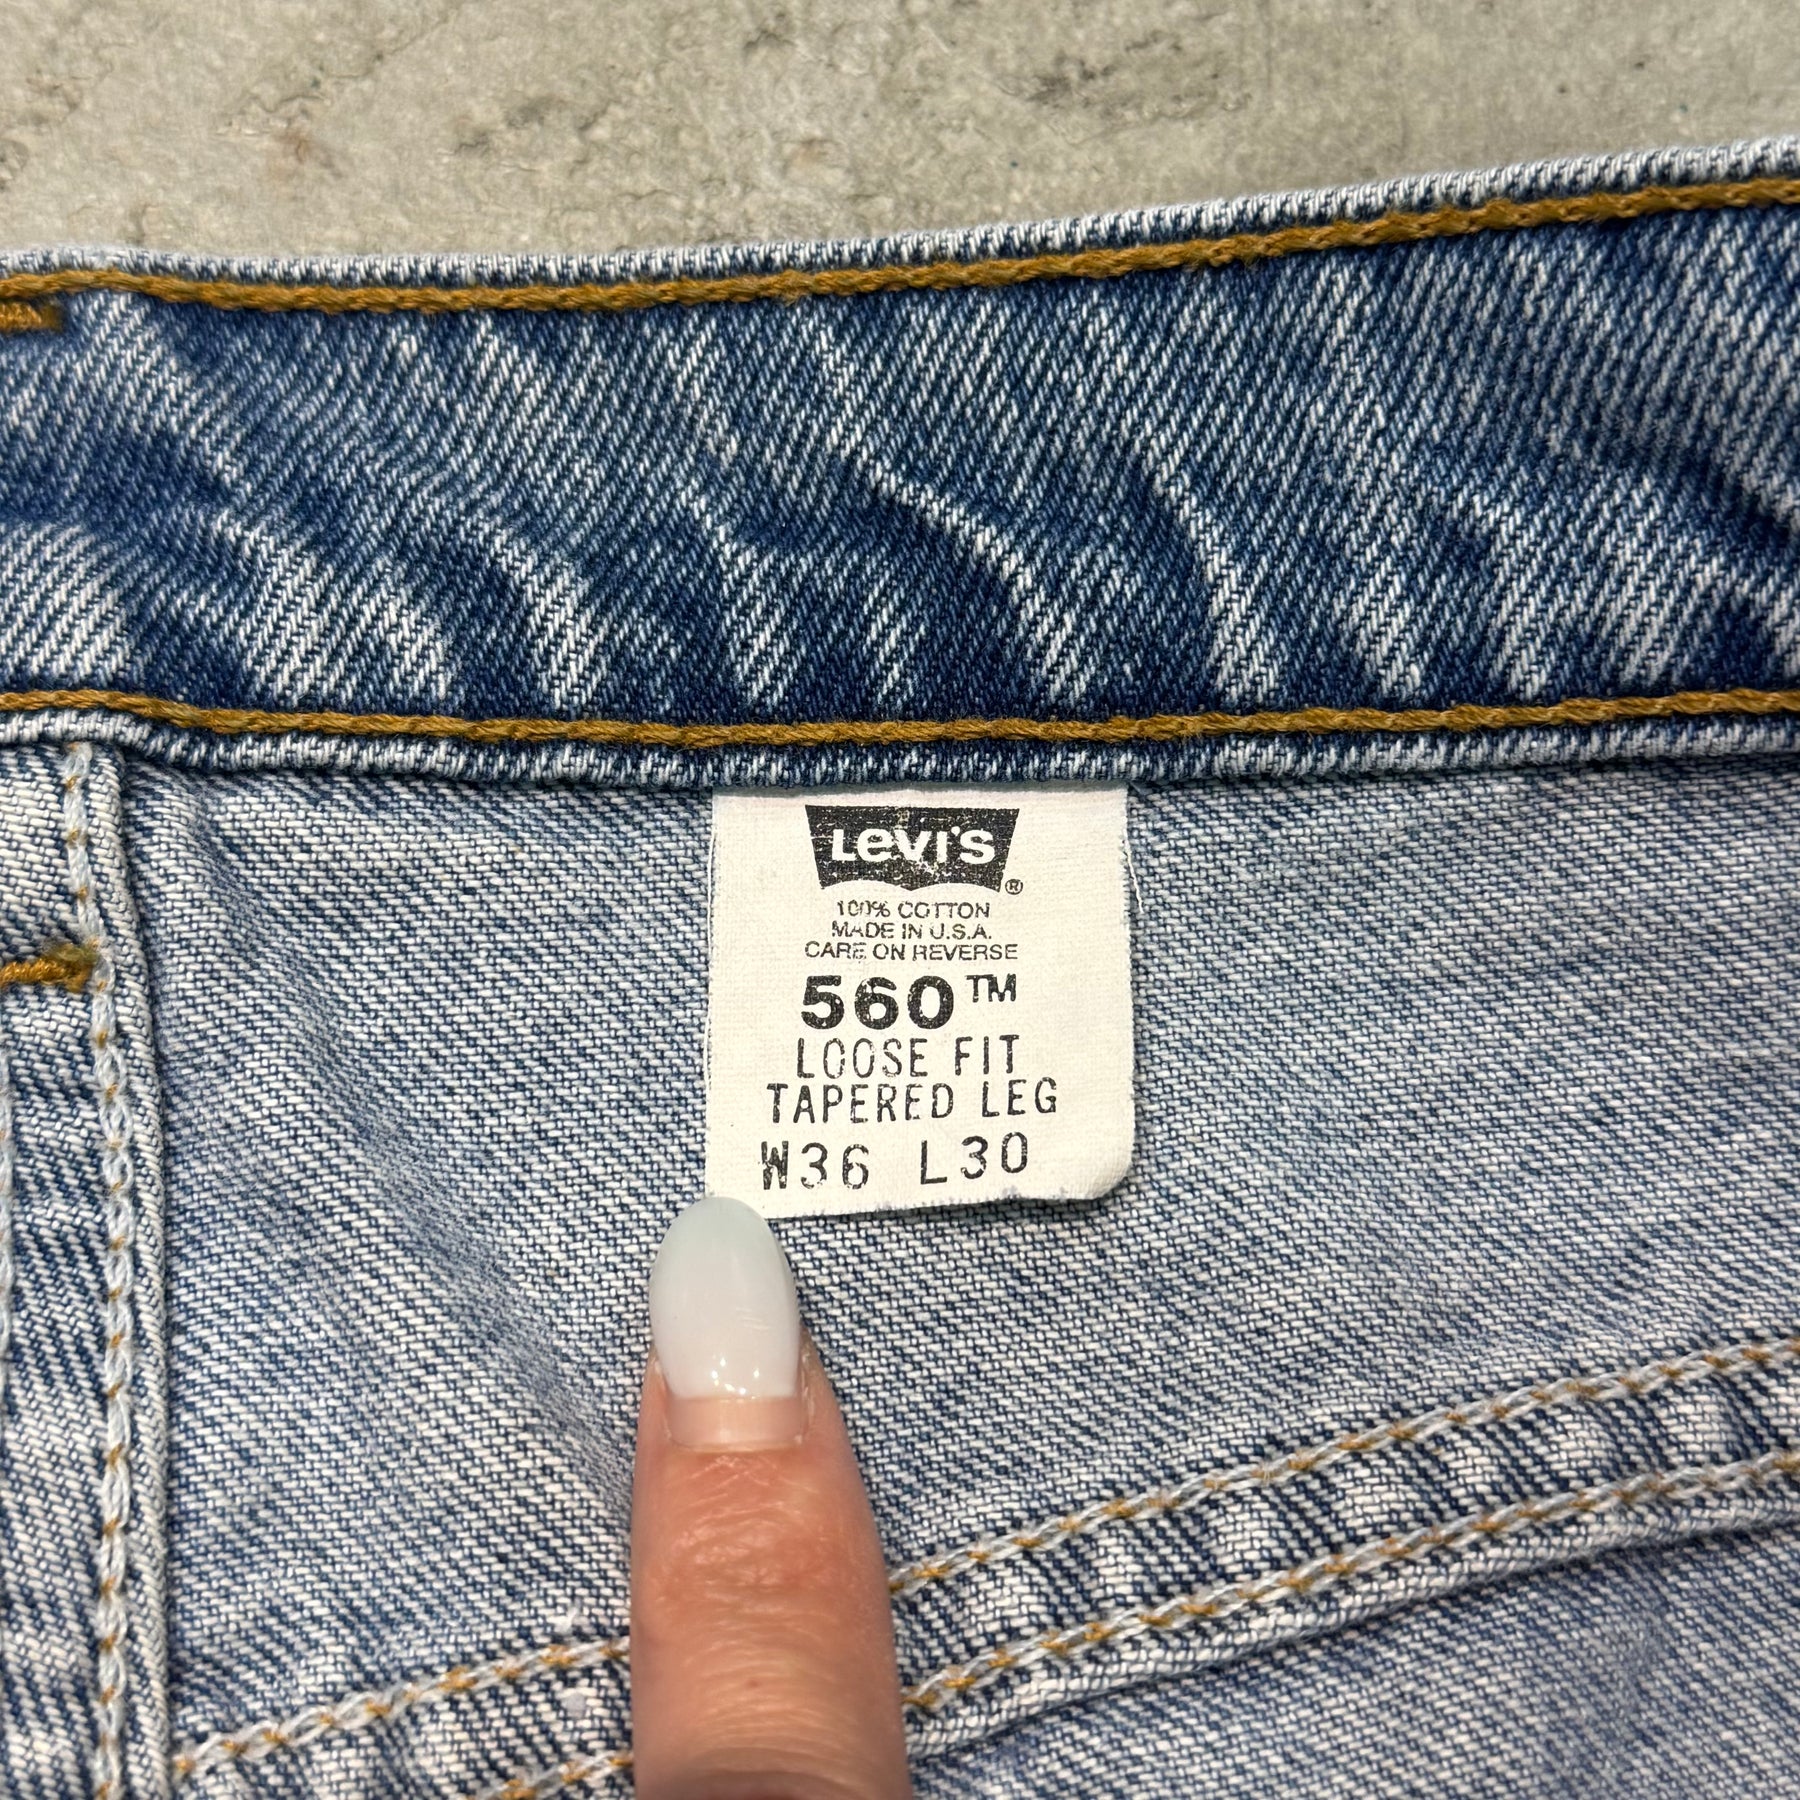 Levi's®
100% COTTON
MADE IN U.S.A.
CARE ON REVERSE
560™
LOOSE FIT
TAPERED LEG
W36 L30